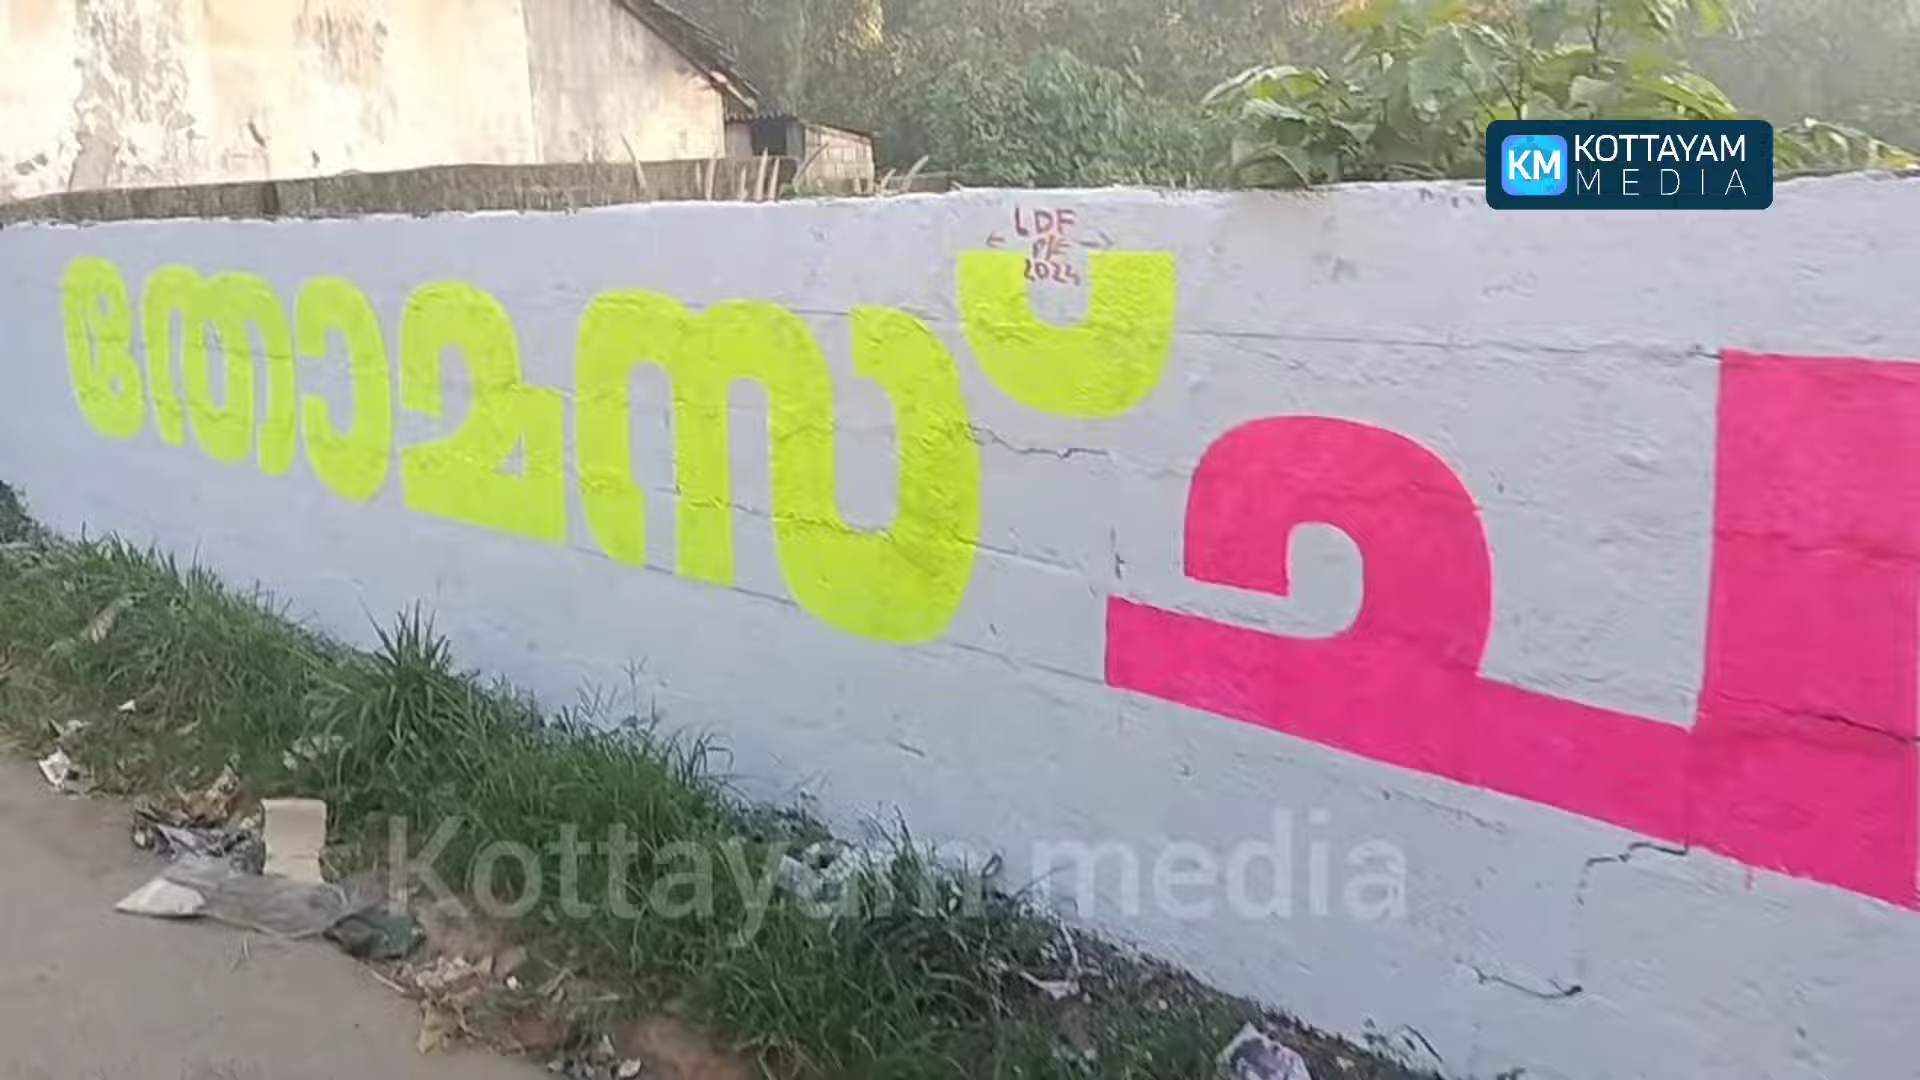 KOTTAYAM
MEDIA
KM
LDF
P/E
2024
തോമസ് ച
Kottayam media